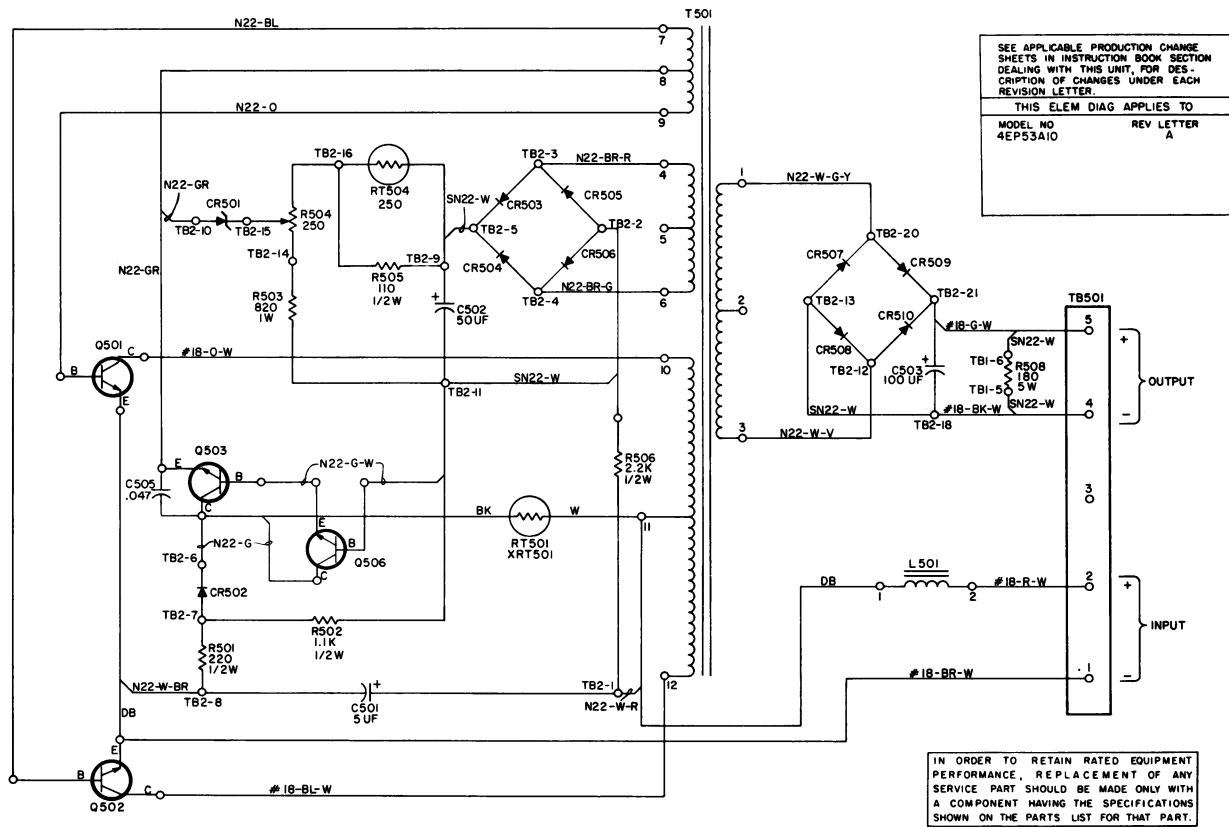 N22-BL
T501
7
8
N22-O
9
SEE APPLICABLE PRODUCTION CHANGE
SHEETS IN INSTRUCTION BOOK SECTION
DEALING WITH THIS UNIT, FOR DES-
CRIPTION OF CHANGES UNDER EACH
REVISION LETTER.
THIS ELEM DIAG APPLIES TO
MODEL NO REV LETTER
4EP53A10 A
TB2-16
RT504
250
TB2-3
N22-BR-R
4
N22-GR
CR501
TB2-10
TB2-15
R504
250
SN22-W
CR503
CR505
TB2-5
TB2-2
5
TB2-14
TB2-9
CR504
CR506
R505
110
1/2W
N22-BR-G
TB2-4
6
N22-GR
R503
820
1W
+
C502
50UF
1
N22-W-G-Y
TB2-20
CR507
CR509
2
TB2-13
TB2-21
CR510
CR508
TB2-12
+
C503
100 UF
#18-G-W
SN22-W
TB1-6
R508
180
5W
TB1-5
SN22-W
SN22-W
#18-BK-W
TB2-18
3
N22-W-V
TB501
5
+
OUTPUT
4
–
3
2
+
INPUT
1
–
Q501
C
#18-O-W
10
B
E
TB2-11
SN22-W
Q503
E
B
N22-G-W
C505
.047
C
R506
2.2K
1/2W
BK
W
11
RT501
XRT501
N22-G
E
B
Q506
C
TB2-6
CR502
TB2-7
R502
1.1K
1/2W
R501
220
1/2W
N22-W-BR
TB2-8
+
C501
5UF
TB2-1
N22-W-R
12
DB
L501
1
2
#18-R-W
#18-BR-W
DB
E
B
C
Q502
#18-BL-W
IN ORDER TO RETAIN RATED EQUIPMENT
PERFORMANCE, REPLACEMENT OF ANY
SERVICE PART SHOULD BE MADE ONLY WITH
A COMPONENT HAVING THE SPECIFICATIONS
SHOWN ON THE PARTS LIST FOR THAT PART.